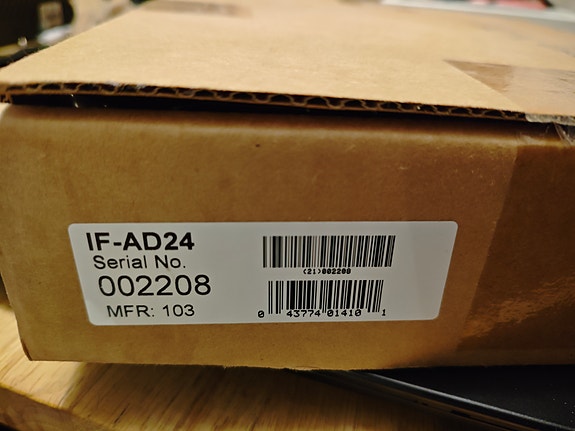 IF-AD24
Serial No.
002208
MFR: 103
(21)002208
0 43774 01410 1